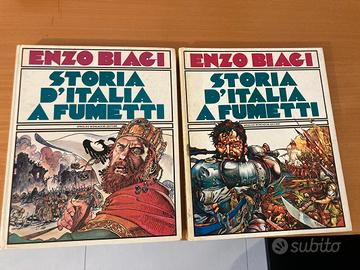 ENZO BIAGI
STORIA
D'ITALIA
A FUMETTI
ENZO BIAGI
STORIA
D'ITALIA
A FUMETTI
subito